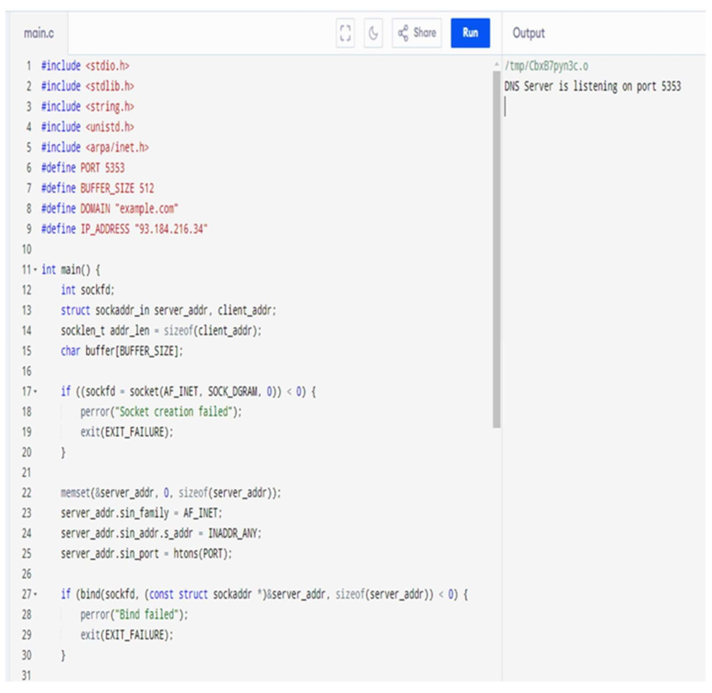 main.c
Share
Run
Output
1 #include <stdio.h>
2 #include <stdlib.h>
3 #include <string.h>
4 #include <unistd.h>
5 #include <arpa/inet.h>
6 #define PORT 5353
7 #define BUFFER_SIZE 512
8 #define DOMAIN "example.com"
9 #define IP_ADDRESS "93.184.216.34"
10
11 int main() {
12     int sockfd;
13     struct sockaddr_in server_addr, client_addr;
14     socklen_t addr_len = sizeof(client_addr);
15     char buffer[BUFFER_SIZE];
16
17     if ((sockfd = socket(AF_INET, SOCK_DGRAM, 0)) < 0) {
18         perror("Socket creation failed");
19         exit(EXIT_FAILURE);
20     }
21
22     memset(&server_addr, 0, sizeof(server_addr));
23     server_addr.sin_family = AF_INET;
24     server_addr.sin_addr.s_addr = INADDR_ANY;
25     server_addr.sin_port = htons(PORT);
26
27     if (bind(sockfd, (const struct sockaddr *)&server_addr, sizeof(server_addr)) < 0) {
28         perror("Bind failed");
29         exit(EXIT_FAILURE);
30     }
31
/tmp/CbxB7pyn3c.o
DNS Server is listening on port 5353